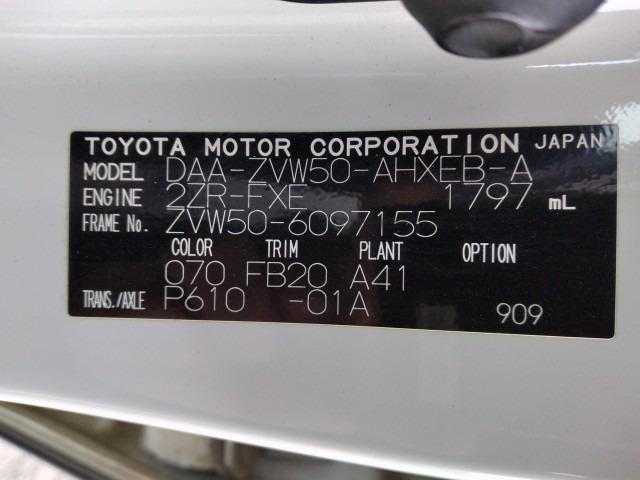 TOYOTA MOTOR CORPORATION JAPAN
MODEL DAA-ZVW50-AHXEB-A
ENGINE 2ZR-FXE 1797 mL
FRAME No. ZVW50-6097155
COLOR TRIM PLANT OPTION
070 FB20 A41
TRANS./AXLE P610 -01A
909